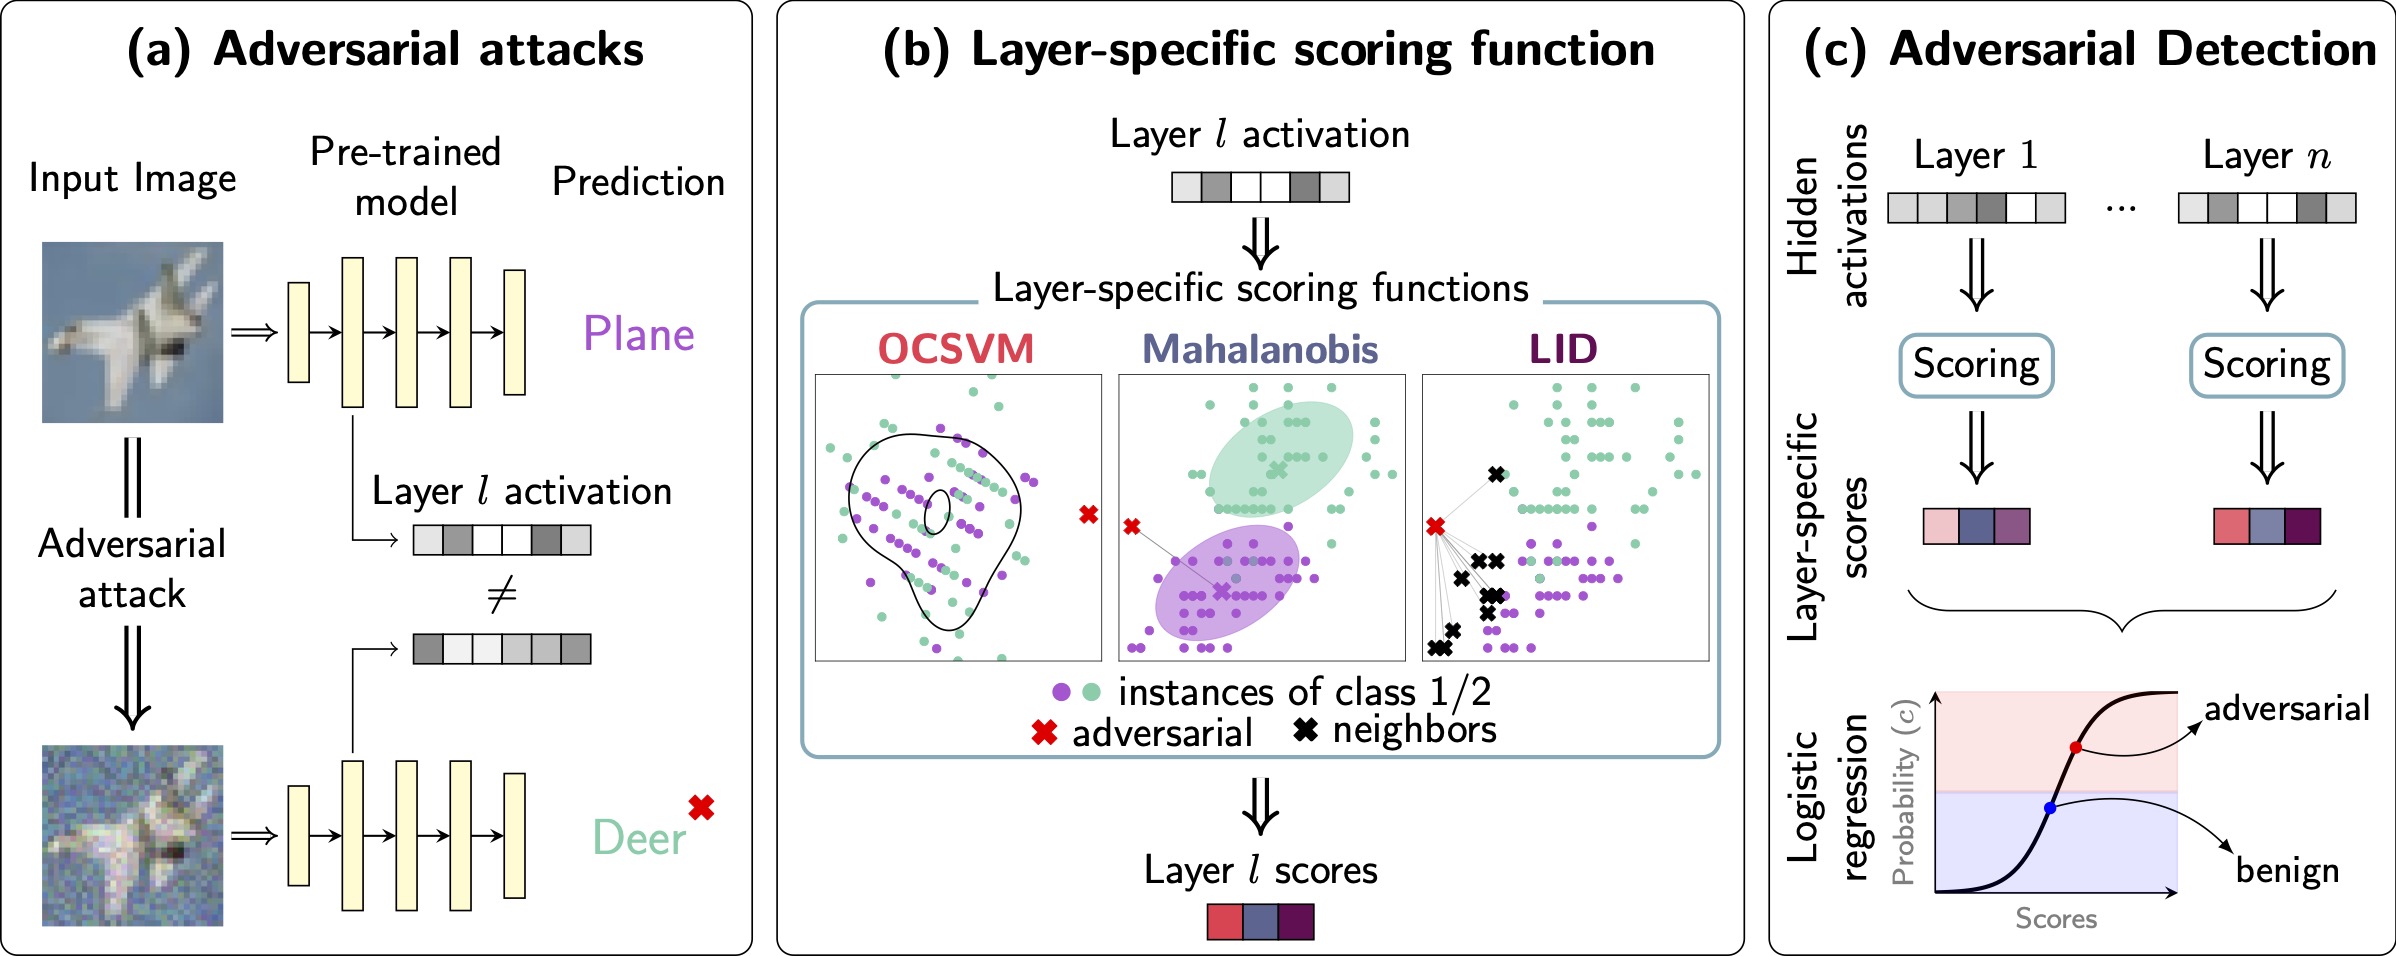 (a) Adversarial attacks
Input Image
Pre-trained
model
Prediction
Plane
Adversarial
attack
Layer l activation
≠
Deer
(b) Layer-specific scoring function
Layer l activation
Layer-specific scoring functions
OCSVM
Mahalanobis
LID
instances of class 1/2
adversarial
neighbors
Layer l scores
(c) Adversarial Detection
Hidden
activations
Layer 1
...
Layer n
Scoring
Scoring
Layer-specific
scores
Logistic
regression
Probability (c)
Scores
adversarial
benign